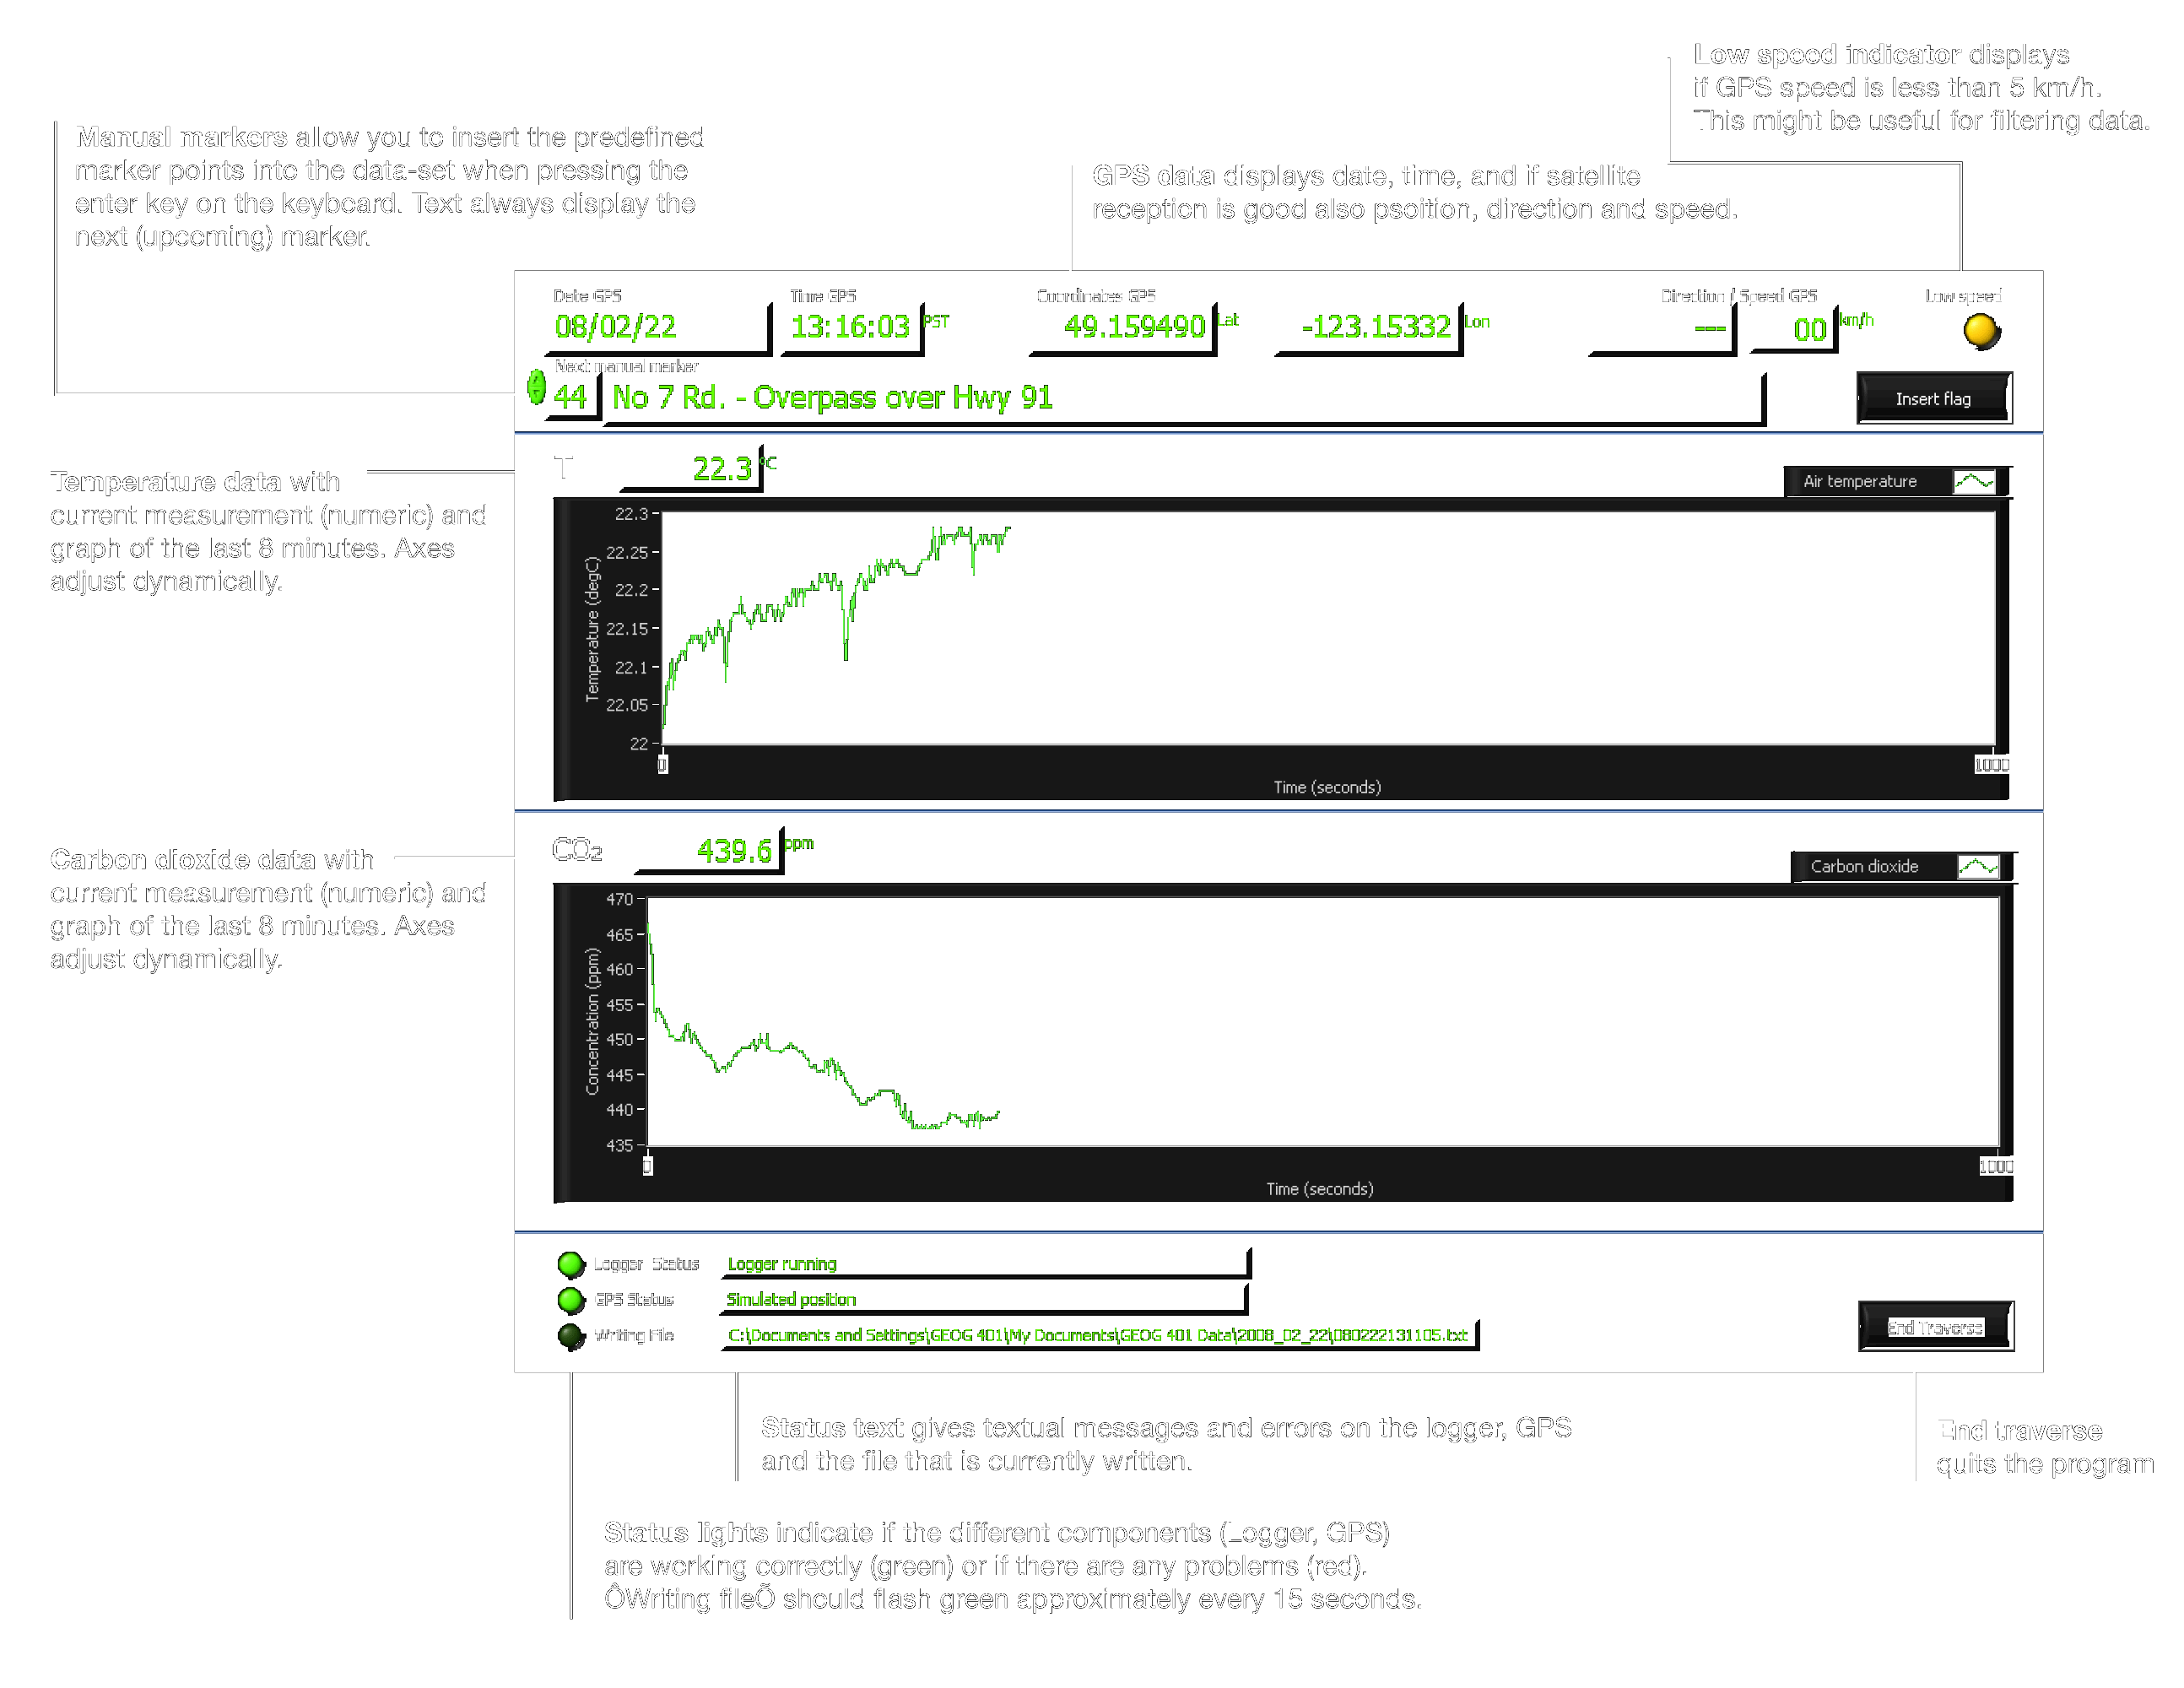 Low speed indicator displays
if GPS speed is less than 5 km/h.
This might be useful for filtering data.
Manual markers allow you to insert the predefined
marker points into the data-set when pressing the
enter key on the keyboard. Text always display the
next (upcoming) marker.
GPS data displays date, time, and if satellite
reception is good also psoition, direction and speed.
Date GPS
Time GPS
Coordinates GPS
Direction / Speed GPS
Low speed
08/02/22
13:16:03 PST
49.159490 Lat
-123.15332 Lon
---
00 km/h
Next manual marker
44 No 7 Rd. - Overpass over Hwy 91
Insert flag
Temperature data with
current measurement (numeric) and
graph of the last 8 minutes. Axes
adjust dynamically.
T
22.3 °C
Air temperature
Temperature (degC)
22.3
22.25
22.2
22.15
22.1
22.05
22
0
1000
Time (seconds)
Carbon dioxide data with
current measurement (numeric) and
graph of the last 8 minutes. Axes
adjust dynamically.
CO2
439.6 ppm
Carbon dioxide
Concentration (ppm)
470
465
460
455
450
445
440
435
0
1000
Time (seconds)
Logger Status
Logger running
GPS Status
Simulated position
Writing File
C:\Documents and Settings\GEOG 401\My Documents\GEOG 401 Data\2008_02_22\080222131105.txt
End Traverse
Status text gives textual messages and errors on the logger, GPS
and the file that is currently written.
End traverse
quits the program
Status lights indicate if the different components (Logger, GPS)
are working correctly (green) or if there are any problems (red).
ÔWriting fileÕ should flash green approximately every 15 seconds.